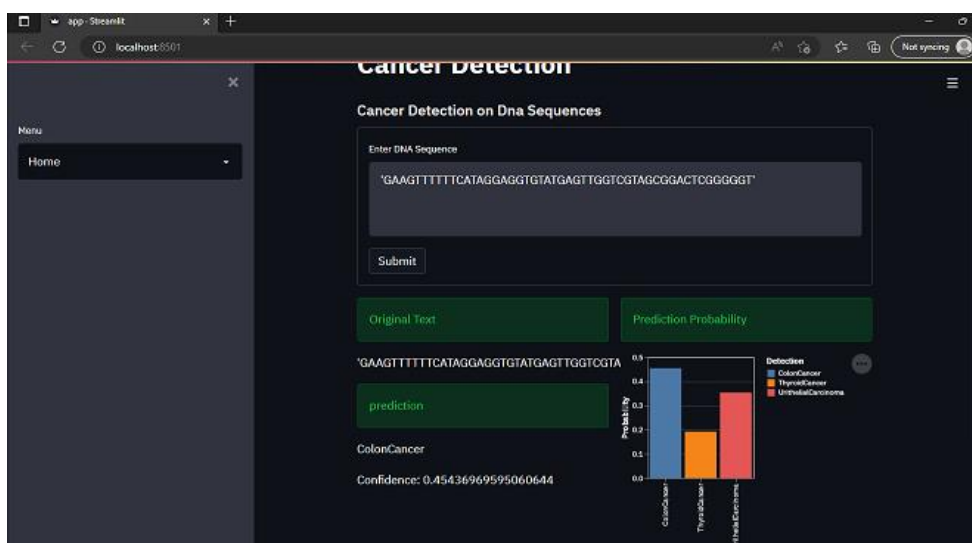 app · Streamlit
localhost:8501
Not syncing
Cancer Detection
Menu
Home
Cancer Detection on Dna Sequences
Enter DNA Sequence
'GAAGTTTTTTCATAGGAGGTGTATGAGTTGGTCGTAGCGGACTCGGGGGT'
Submit
Original Text
Prediction Probability
'GAAGTTTTTTCATAGGAGGTGTATGAGTTGGTCGTA
prediction
ColonCancer
Confidence: 0.45436969595060644
Probability
0.5
0.4
0.3
0.2
0.1
0.0
ColonCancer
ThyroidCancer
Detection
ColonCancer
ThyroidCancer
UrithelialCarcinoma